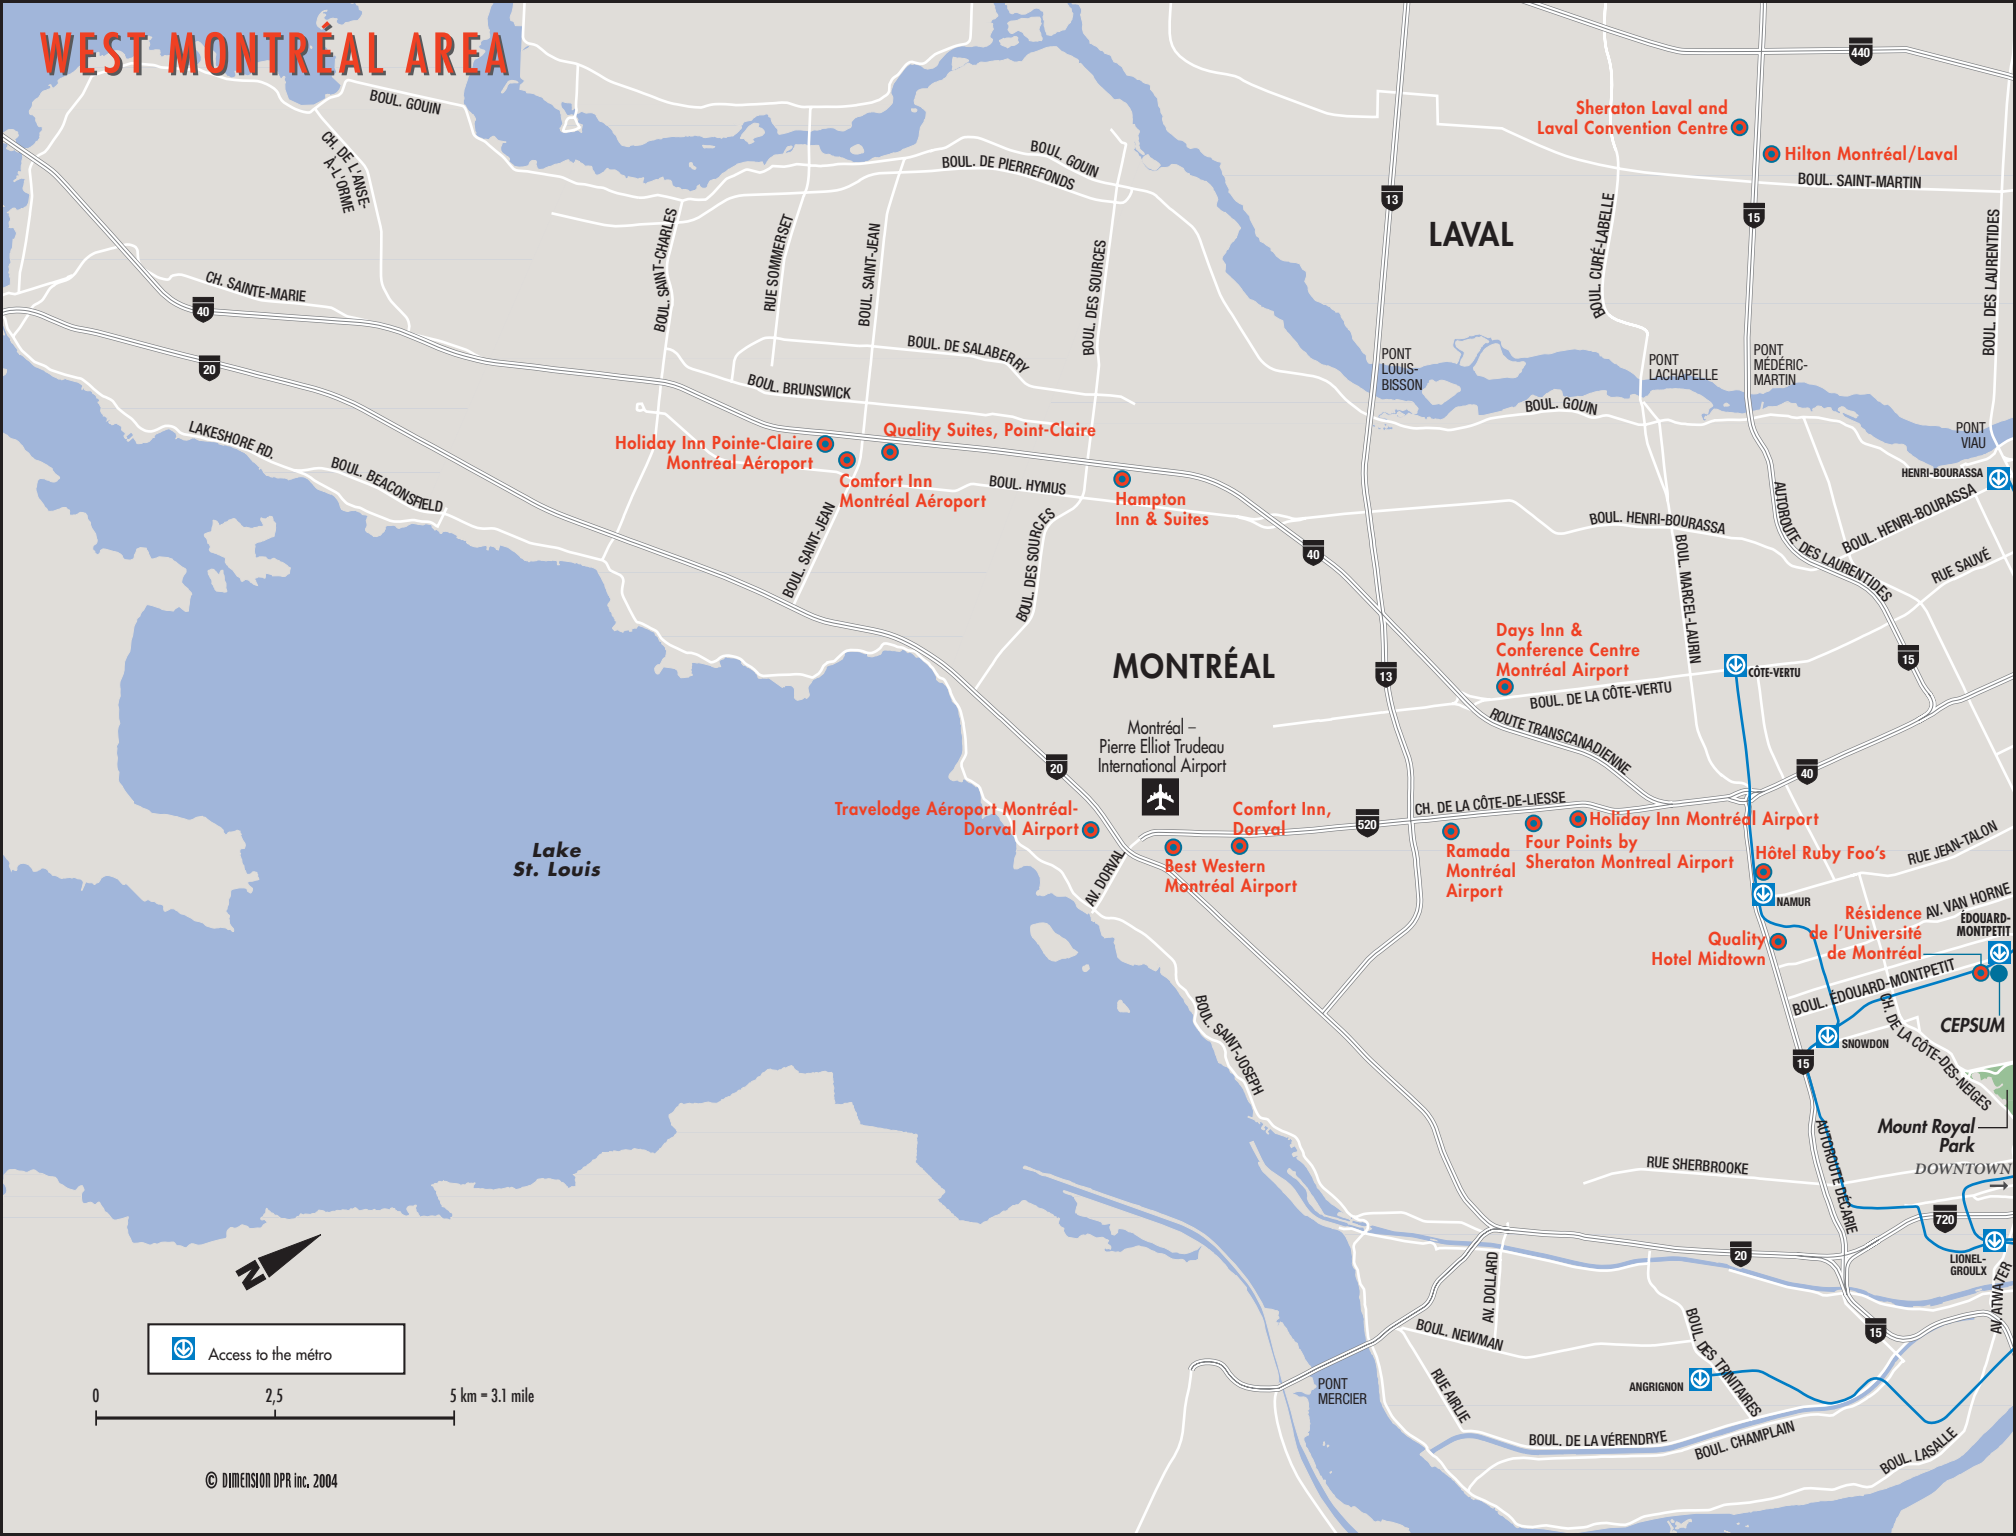 WEST MONTRÉAL AREA
BOUL. GOUIN
CH. DE L'ANSE-
À-L'ORME
CH. SAINTE-MARIE
40
20
LAKESHORE RD.
BOUL. BEACONSFIELD
BOUL. SAINT-CHARLES
RUE SOMMERSET
BOUL. SAINT-JEAN
BOUL. DES SOURCES
BOUL. GOUIN
BOUL. DE PIERREFONDS
BOUL. DE SALABERRY
BOUL. BRUNSWICK
Holiday Inn Pointe-Claire
Montréal Aéroport
Quality Suites, Point-Claire
Comfort Inn
Montréal Aéroport
BOUL. HYMUS
Hampton
Inn & Suites
BOUL. SAINT-JEAN
BOUL. DES SOURCES
40
440
Sheraton Laval and
Laval Convention Centre
Hilton Montréal/Laval
BOUL. SAINT-MARTIN
13
15
LAVAL
BOUL. CURÉ-LABELLE
BOUL. DES LAURENTIDES
PONT
LOUIS-
BISSON
PONT
LACHAPELLE
PONT
MÉDÉRIC-
MARTIN
BOUL. GOUIN
PONT
VIAU
HENRI-BOURASSA
BOUL. HENRI-BOURASSA
BOUL. HENRI-BOURASSA
AUTOROUTE DES LAURENTIDES
RUE SAUVÉ
BOUL. MARCEL-LAURIN
15
MONTRÉAL
13
Days Inn &
Conference Centre
Montréal Airport
BOUL. DE LA CÔTE-VERTU
CÔTE-VERTU
ROUTE TRANSCANADIENNE
40
Montréal –
Pierre Elliot Trudeau
International Airport
20
Travelodge Aéroport Montréal-
Dorval Airport
Comfort Inn,
Dorval
520
CH. DE LA CÔTE-DE-LIESSE
Best Western
Montréal Airport
AV. DORVAL
Ramada
Montréal
Airport
Four Points by
Sheraton Montreal Airport
Holiday Inn Montréal Airport
Hôtel Ruby Foo's
NAMUR
RUE JEAN-TALON
AV. VAN HORNE
Résidence
de l'Université
de Montréal
ÉDOUARD-
MONTPETIT
Quality
Hotel Midtown
BOUL. ÉDOUARD-MONTPETIT
CEPSUM
CH. DE LA CÔTE-DES-NEIGES
SNOWDON
15
Lake
St. Louis
BOUL. SAINT-JOSEPH
Mount Royal
Park
DOWNTOWN
RUE SHERBROOKE
AUTOROUTE DÉCARIE
720
20
LIONEL-
GROULX
AV. ATWATER
15
AV. DOLLARD
BOUL. NEWMAN
BOUL. DES TRINITAIRES
ANGRIGNON
RUE AIRLIE
PONT
MERCIER
BOUL. DE LA VÉRENDRYE
BOUL. CHAMPLAIN
BOUL. LASALLE
N
Access to the métro
0 2,5 5 km = 3.1 mile
© DIMENSION DPR inc. 2004